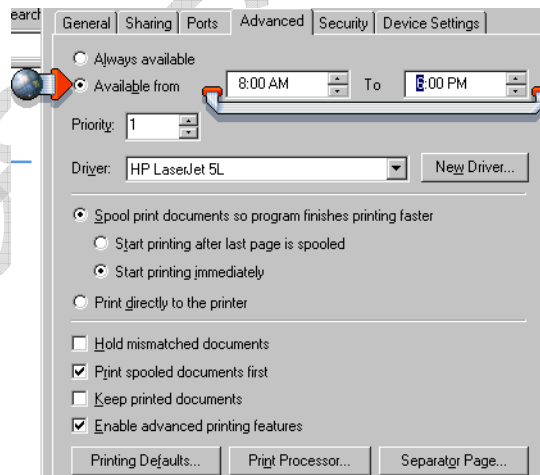 earch
General Sharing Ports Advanced Security Device Settings
Always available
Available from 8:00 AM To 6:00 PM
Priority: 1
Driver: HP LaserJet 5L New Driver...
Spool print documents so program finishes printing faster
Start printing after last page is spooled
Start printing immediately
Print directly to the printer
Hold mismatched documents
Print spooled documents first
Keep printed documents
Enable advanced printing features
Printing Defaults... Print Processor... Separator Page...